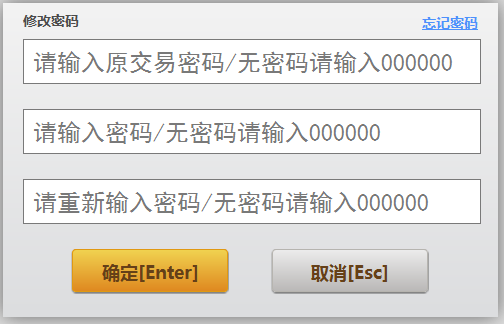 修改密码
忘记密码
请输入原交易密码/无密码请输入000000
请输入密码/无密码请输入000000
请重新输入密码/无密码请输入000000
确定[Enter]
取消[Esc]